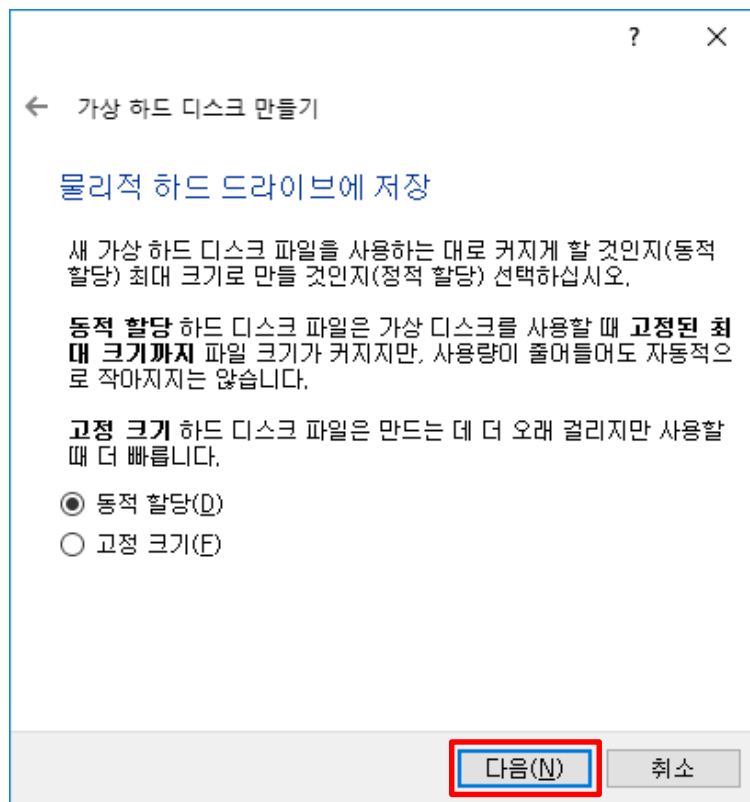 ?
가상 하드 디스크 만들기
물리적 하드 드라이브에 저장
새 가상 하드 디스크 파일을 사용하는 대로 커지게 할 것인지(동적
할당) 최대 크기로 만들 것인지(정적 할당) 선택하십시오.
동적 할당 하드 디스크 파일은 가상 디스크를 사용할 때 고정된 최
대 크기까지 파일 크기가 커지지만, 사용량이 줄어들어도 자동적으
로 작아지지는 않습니다.
고정 크기 하드 디스크 파일은 만드는 데 더 오래 걸리지만 사용할
때 더 빠릅니다.
동적 할당(D)
고정 크기(F)
다음(N)
취소